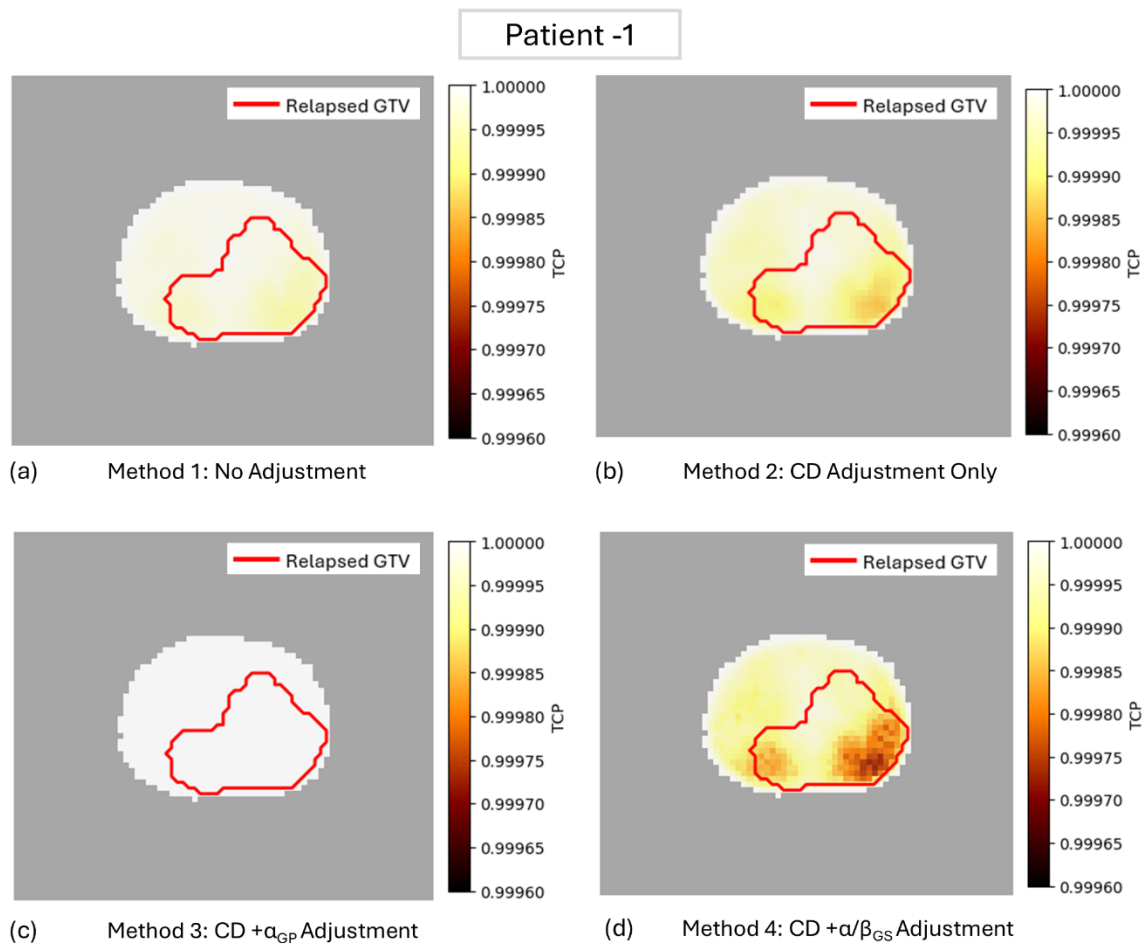 Patient -1
Relapsed GTV
1.00000
0.99995
0.99990
0.99985
0.99980
0.99975
0.99970
0.99965
0.99960
TCP
(a) Method 1: No Adjustment
Relapsed GTV
1.00000
0.99995
0.99990
0.99985
0.99980
0.99975
0.99970
0.99965
0.99960
TCP
(b) Method 2: CD Adjustment Only
Relapsed GTV
1.00000
0.99995
0.99990
0.99985
0.99980
0.99975
0.99970
0.99965
0.99960
TCP
(c) Method 3: CD +α_GP Adjustment
Relapsed GTV
1.00000
0.99995
0.99990
0.99985
0.99980
0.99975
0.99970
0.99965
0.99960
TCP
(d) Method 4: CD +α/β_GS Adjustment